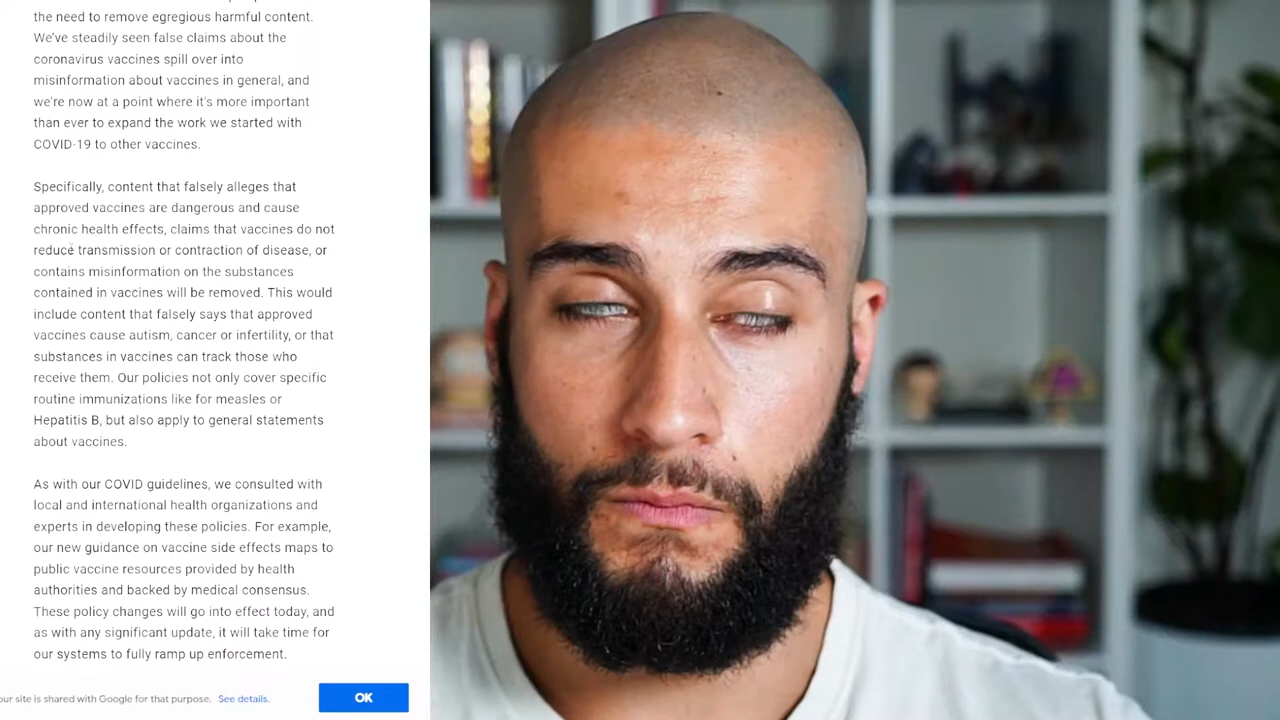 the need to remove egregious harmful content.
We've steadily seen false claims about the
coronavirus vaccines spill over into
misinformation about vaccines in general, and
we're now at a point where it's more important
than ever to expand the work we started with
COVID-19 to other vaccines.
Specifically, content that falsely alleges that
approved vaccines are dangerous and cause
chronic health effects, claims that vaccines do not
reduce transmission or contraction of disease, or
contains misinformation on the substances
contained in vaccines will be removed. This would
include content that falsely says that approved
vaccines cause autism, cancer or infertility, or that
substances in vaccines can track those who
receive them. Our policies not only cover specific
routine immunizations like for measles or
Hepatitis B, but also apply to general statements
about vaccines.
As with our COVID guidelines, we consulted with
local and international health organizations and
experts in developing these policies. For example,
our new guidance on vaccine side effects maps to
public vaccine resources provided by health
authorities and backed by medical consensus.
These policy changes will go into effect today, and
as with any significant update, it will take time for
our systems to fully ramp up enforcement.
our site is shared with Google for that purpose. See details. OK